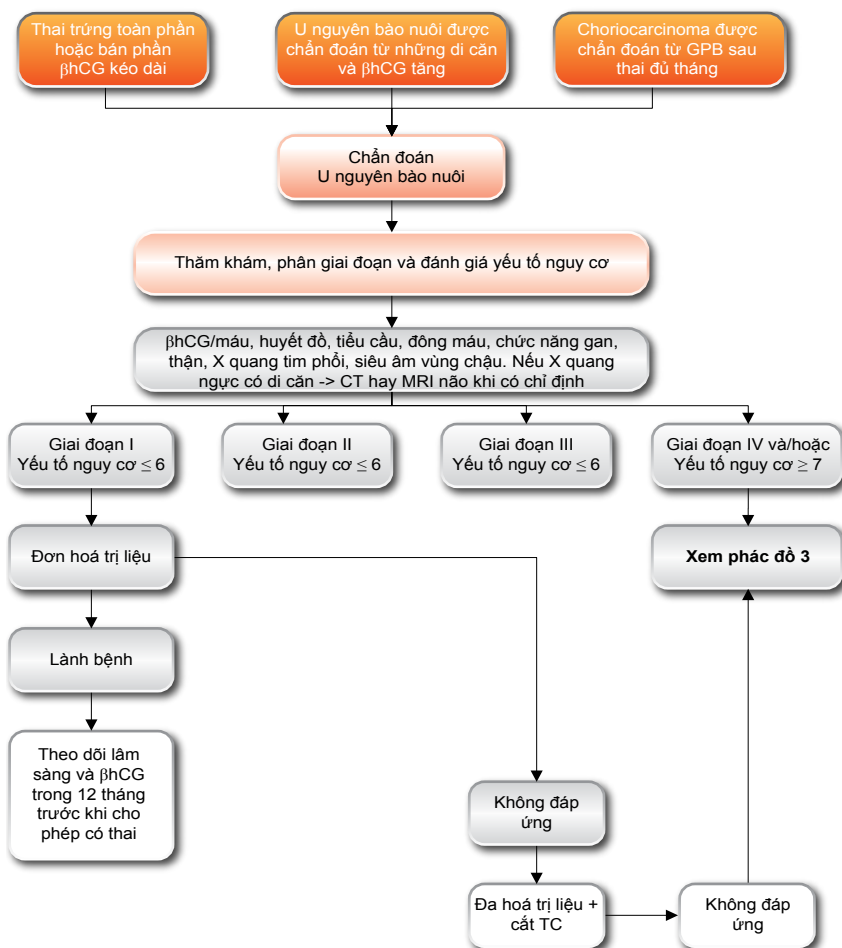 Thai trứng toàn phần
hoặc bán phần
βhCG kéo dài
U nguyên bào nuôi được
chẩn đoán từ những di căn
và βhCG tăng
Choriocarcinoma được
chẩn đoán từ GPB sau
thai đủ tháng
Chẩn đoán
U nguyên bào nuôi
Thăm khám, phân giai đoạn và đánh giá yếu tố nguy cơ
βhCG/máu, huyết đồ, tiểu cầu, đông máu, chức năng gan,
thận, X quang tim phổi, siêu âm vùng chậu. Nếu X quang
ngực có di căn -> CT hay MRI não khi có chỉ định
Giai đoạn I
Yếu tố nguy cơ ≤ 6
Giai đoạn II
Yếu tố nguy cơ ≤ 6
Giai đoạn III
Yếu tố nguy cơ ≤ 6
Giai đoạn IV và/hoặc
Yếu tố nguy cơ ≥ 7
Đơn hoá trị liệu
Xem phác đồ 3
Lành bệnh
Theo dõi lâm
sàng và βhCG
trong 12 tháng
trước khi cho
phép có thai
Không đáp
ứng
Đa hoá trị liệu +
cắt TC
Không đáp
ứng